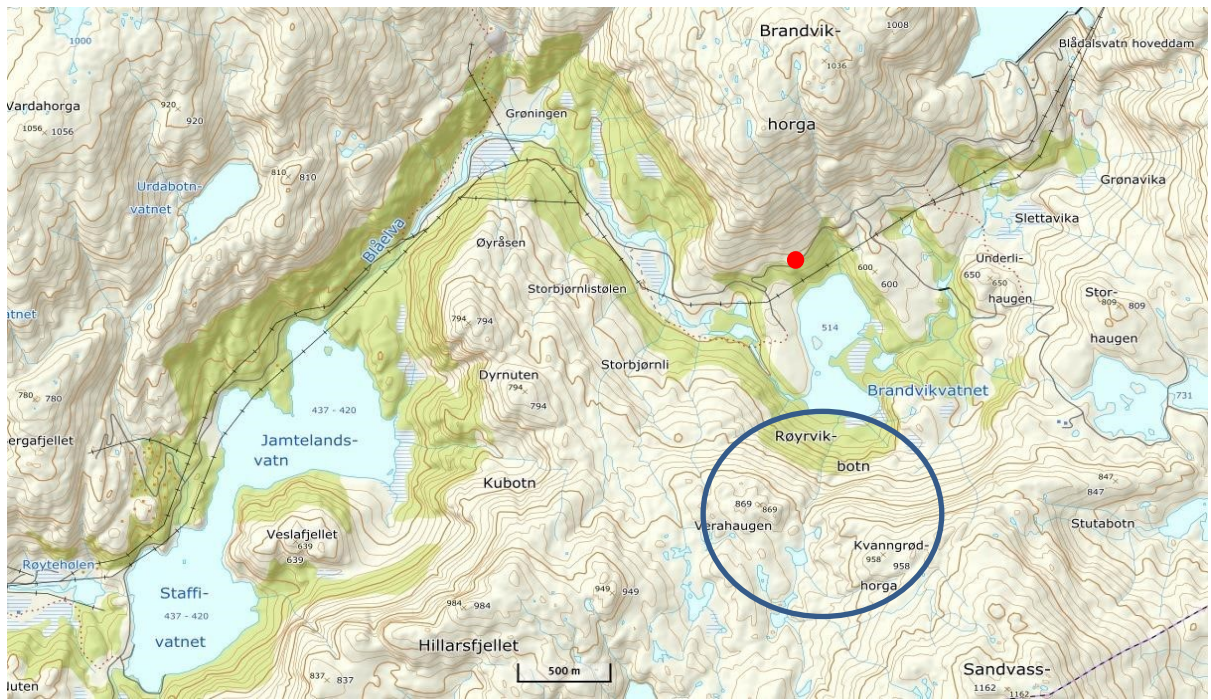 1008
Brandvik-
1036
horga
Blådalsvatn hoveddam
1000
Vardahorga
1056
1056
920
920
Grøningen
Urdabotn-
vatnet
810
810
Blåelva
Øyråsen
Grønavika
Slettavika
Underli-
650
650
haugen
600
600
Stor-
809
809
haugen
Storbjørnlistølen
514
794
794
Storbjørnli
Brandvikvatnet
731
Dyrnuten
794
794
780
780
437 - 420
Jamtelands-
vatn
Røyrvik-
botn
Kubotn
847
847
Stutabotn
869
869
Verahaugen
Kvanngrød-
958
958
horga
Veslafjellet
639
639
Røytehølen
Staffi-
437 - 420
vatnet
949
949
984
984
Hillarsfjellet
500 m
837
837
Sandvass-
1162
1162